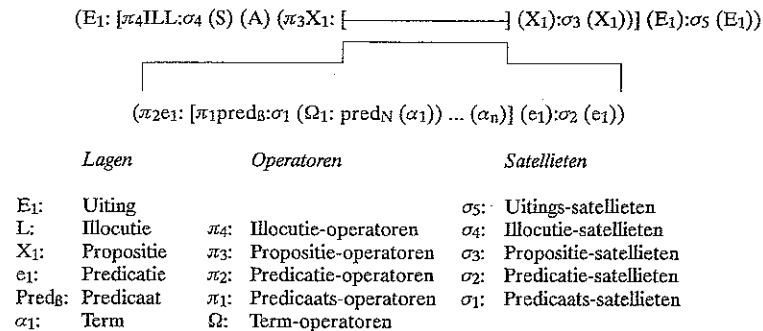 (E₁: [π₄ILL:σ₄ (S) (A) (π₃X₁: [ ] (X₁):σ₃ (X₁))] (E₁):σ₅ (E₁))
(π₂e₁: [π₁predᵦ:σ₁ (Ω₁: pred_N (α₁)) ... (αₙ)] (e₁):σ₂ (e₁))
Lagen Operatoren Satellieten
E₁: Uiting σ₅: Uitings-satellieten
L: Illocutie π₄: Illocutie-operatoren σ₄: Illocutie-satellieten
X₁: Propositie π₃: Propositie-operatoren σ₃: Propositie-satellieten
e₁: Predicatie π₂: Predicatie-operatoren σ₂: Predicatie-satellieten
Predᵦ: Predicaat π₁: Predicaats-operatoren σ₁: Predicaats-satellieten
α₁: Term Ω: Term-operatoren